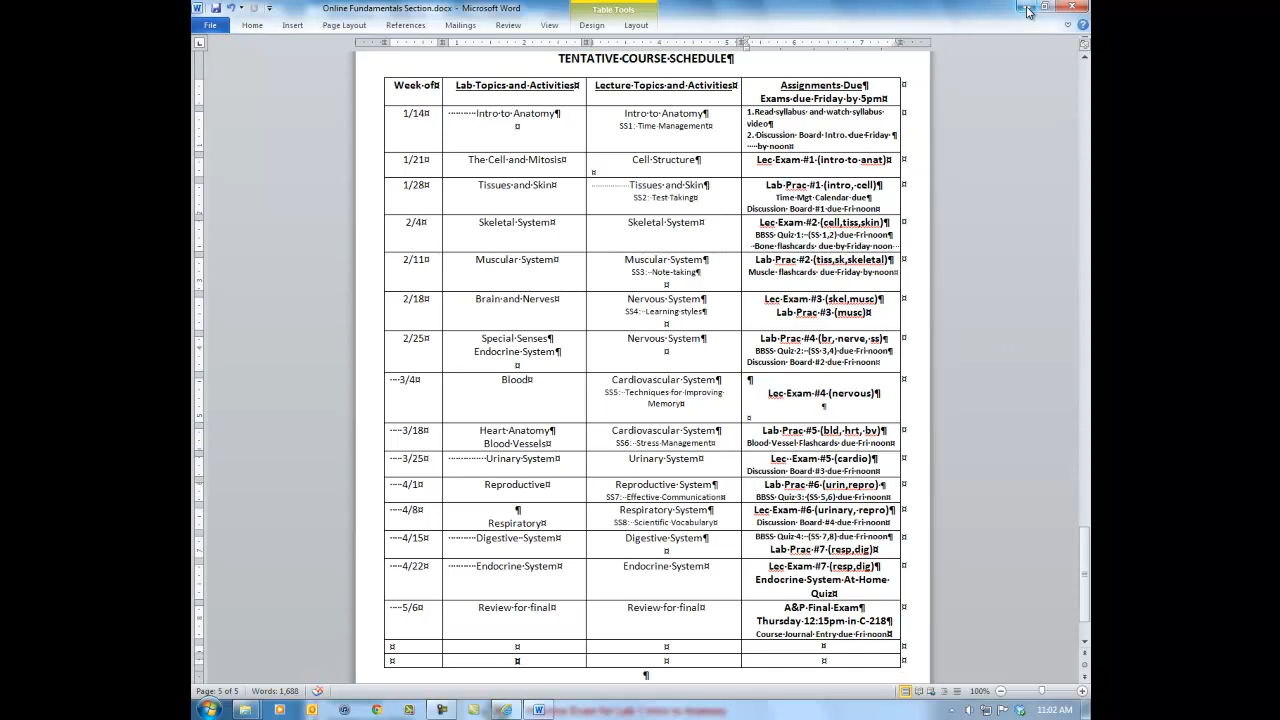 Online Fundamentals Section.docx - Microsoft Word
Table Tools
File Home Insert Page Layout References Mailings Review View Design Layout
TENTATIVE·COURSE·SCHEDULE¶
Week·of¤ Lab·Topics·and·Activities¤ Lecture·Topics·and·Activities¤ Assignments·Due¶
Exams·due·Friday·by·5pm¤
1/14¤ Intro·to·Anatomy¶ Intro·to·Anatomy¶ 1.Read·syllabus·and·watch·syllabus·
¤ SS1:·Time·Management¤ video¶
2.·Discussion·Board·Intro.·due·Friday·¶
····by·noon¤
1/21¤ The·Cell·and·Mitosis¤ Cell·Structure¶ Lec·Exam·#1·(intro·to·anat)¤
¤
1/28¤ Tissues·and·Skin¤ Tissues·and·Skin¶ Lab·Prac·#1·(intro,·cell)¶
SS2:·Test·Taking¤ Time·Mgt·Calendar·due¶
Discussion·Board·#1·due·Fri·noon¤
2/4¤ Skeletal·System¤ Skeletal·System¤ Lec·Exam·#2·(cell,tiss,skin)¶
BBSS·Quiz·1:·(SS·1,2)·due·Fri·noon¶
Bone·flashcards·due·by·Friday·noon
2/11¤ Muscular·System¤ Muscular·System¶ Lab·Prac·#2·(tiss,sk,skeletal)¶
SS3:··Note-taking¶ Muscle·flashcards·due·Friday·by·noon¤
¤
2/18¤ Brain·and·Nerves¤ Nervous·System¶ Lec·Exam·#3·(skel,musc)¶
SS4:··Learning·styles¶ Lab·Prac·#3·(musc)¤
¤
2/25¤ Special·Senses¶ Nervous·System¶ Lab·Prac·#4·(br,·nerve,·ss)¶
Endocrine·System¶ ¤ BBSS·Quiz·2:·(SS·3,4)·due·Fri·noon¶
¤ Discussion·Board·#2·due·Fri·noon¤
····3/4¤ Blood¤ Cardiovascular·System¶ ¶
SS5:··Techniques·for·Improving· Lec·Exam·#4·(nervous)¶
Memory¤ ¶
¤
····3/18¤ Heart·Anatomy¶ Cardiovascular·System¶ Lab·Prac·#5·(bld,·hrt,·bv)¶
Blood·Vessels¤ SS6:··Stress·Management¤ Blood·Vessel·Flashcards·due·Fri·noon¤
····3/25¤ Urinary·System¤ Urinary·System¤ Lec··Exam·#5·(cardio)¶
Discussion·Board·#3·due·Fri·noon¤
····4/1¤ Reproductive¤ Reproductive·System¶ Lab·Prac·#6·(urin,repro)·¶
SS7:··Effective·Communication¤ BBSS·Quiz·3:·(SS·5,6)·due·Fri·noon¤
····4/8¤ ¶ Respiratory·System¶ Lec·Exam·#6·(urinary,·repro)¶
Respiratory¤ SS8:··Scientific·Vocabulary¤ Discussion·Board·#4·due·Fri·noon¤
····4/15¤ Digestive··System¤ Digestive·System¶ BBSS·Quiz·4:··(SS·7,8)·due·Fri·noon¶
¤ Lab·Prac·#7·(resp,dig)¤
····4/22¤ Endocrine·System¤ Endocrine·System¤ Lec·Exam·#7·(resp,dig)¶
Endocrine·System·At-Home·
Quiz¤
····5/6¤ Review·for·final¤ Review·for·final¤ A&P·Final·Exam¶
Thursday·12:15pm·in·C-218¶
Course·Journal·Entry·due·Fri·noon¤
¤ ¤ ¤ ¤
¤ ¤ ¤ ¤
¶
Page: 5 of 5 Words: 1,688 100%
11:02 AM